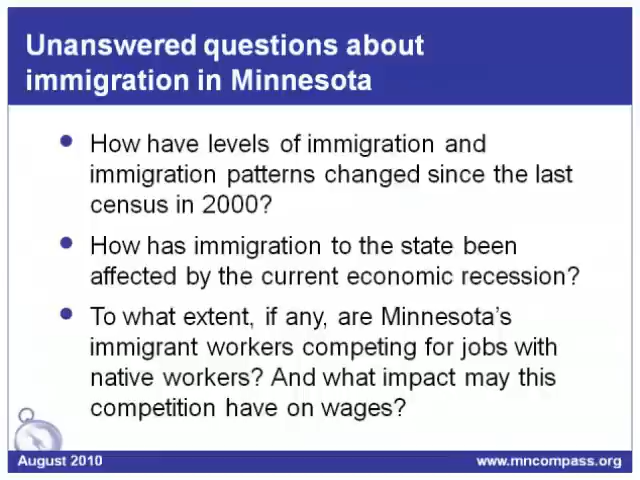 Unanswered questions about
immigration in Minnesota
• How have levels of immigration and
immigration patterns changed since the last
census in 2000?
• How has immigration to the state been
affected by the current economic recession?
• To what extent, if any, are Minnesota's
immigrant workers competing for jobs with
native workers? And what impact may this
competition have on wages?
August 2010
www.mncompass.org